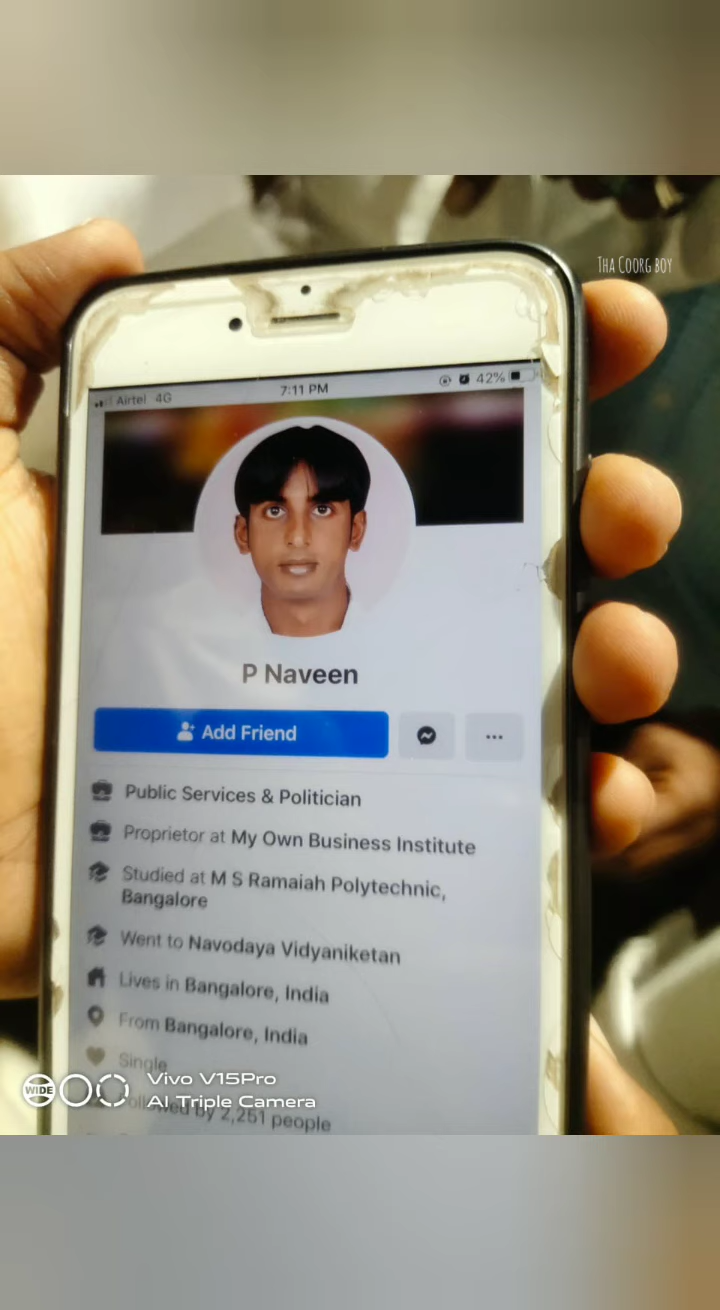 THA COORG BOY
Airtel 4G 7:11 PM 42%
P Naveen
Add Friend
Public Services & Politician
Proprietor at My Own Business Institute
Studied at M S Ramaiah Polytechnic,
Bangalore
Went to Navodaya Vidyaniketan
Lives in Bangalore, India
From Bangalore, India
Single
Followed by 2,251 people
WIDE
Vivo V15Pro
AI Triple Camera